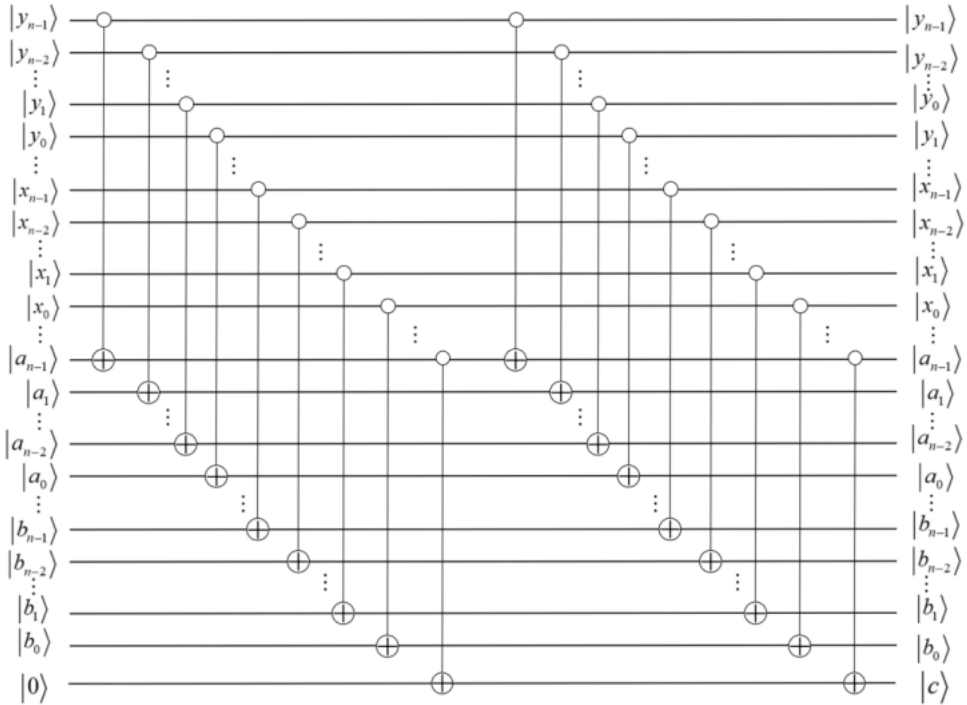 |y_{n-1}⟩ |y_{n-1}⟩
|y_{n-2}⟩ |y_{n-2}⟩
⋮ ⋮ ⋮ ⋮
|y_1⟩ |y_0⟩
|y_0⟩ |y_1⟩
⋮ ⋮ ⋮ ⋮
|x_{n-1}⟩ |x_{n-1}⟩
|x_{n-2}⟩ |x_{n-2}⟩
⋮ ⋮ ⋮ ⋮
|x_1⟩ |x_1⟩
|x_0⟩ |x_0⟩
⋮ ⋮ ⋮ ⋮
|a_{n-1}⟩ |a_{n-1}⟩
|a_1⟩ |a_1⟩
⋮ ⋮ ⋮ ⋮
|a_{n-2}⟩ |a_{n-2}⟩
|a_0⟩ |a_0⟩
⋮ ⋮ ⋮ ⋮
|b_{n-1}⟩ |b_{n-1}⟩
|b_{n-2}⟩ |b_{n-2}⟩
⋮ ⋮ ⋮ ⋮
|b_1⟩ |b_1⟩
|b_0⟩ |b_0⟩
|0⟩ |c⟩